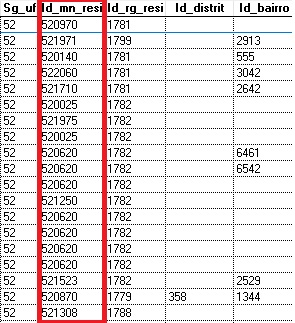 Sg_uf Id_mn_resi Id_rg_resi Id_distrit Id_bairro
52 520970 1781
52 521971 1799 2913
52 520140 1781 555
52 522060 1781 3042
52 521710 1781 2642
52 520025 1782
52 521975 1782
52 520025 1782
52 520620 1782 6461
52 520620 1782 6542
52 520620 1782
52 521250 1782
52 520620 1782
52 520620 1782
52 520620 1782
52 520620 1782
52 521523 1782 2529
52 520870 1779 358 1344
52 521308 1788